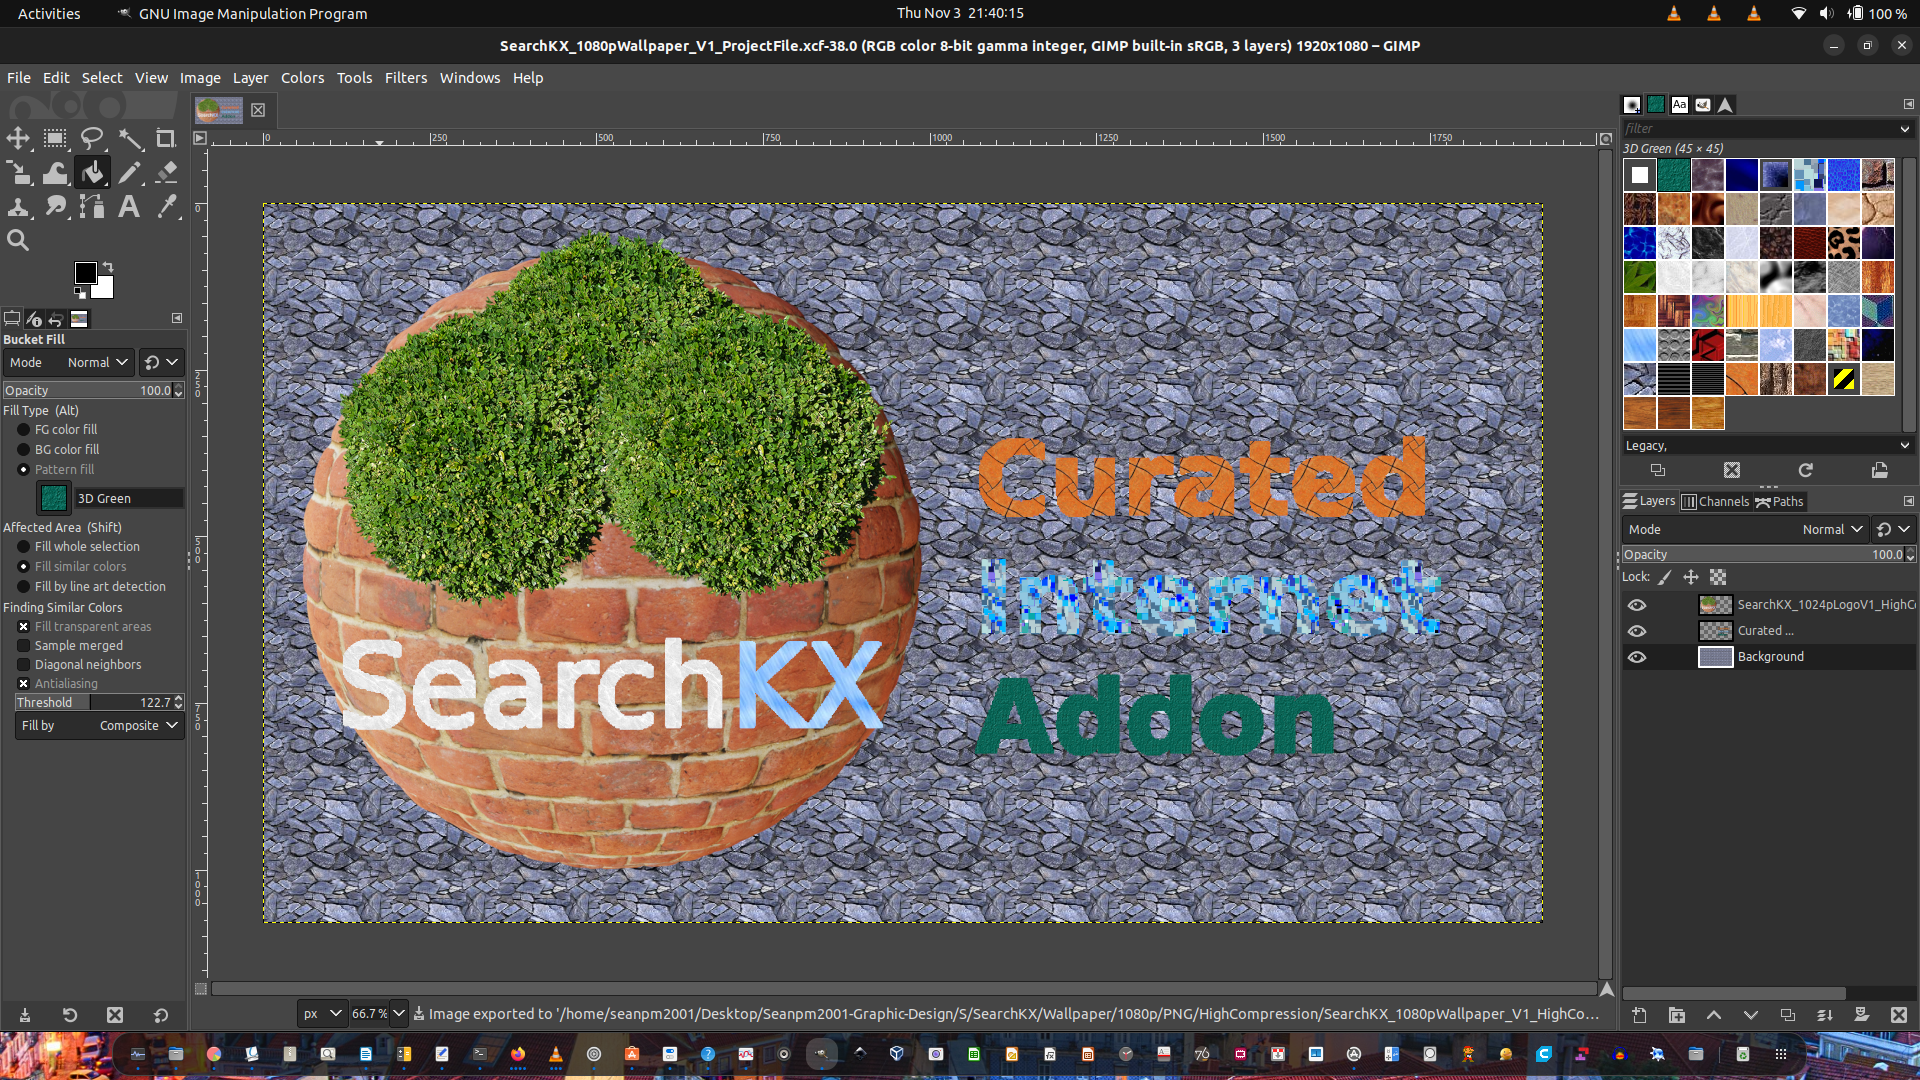 Activities
GNU Image Manipulation Program
Thu Nov 3 21:40:15
100 %
SearchKX_1080pWallpaper_V1_ProjectFile.xcf-38.0 (RGB color 8-bit gamma integer, GIMP built-in sRGB, 3 layers) 1920x1080 – GIMP
File Edit Select View Image Layer Colors Tools Filters Windows Help
0 250 500 750 1000 1250 1500 1750
0
250
500
750
1000
Bucket Fill
Mode Normal
Opacity 100.0
Fill Type (Alt)
FG color fill
BG color fill
Pattern fill
3D Green
Affected Area (Shift)
Fill whole selection
Fill similar colors
Fill by line art detection
Finding Similar Colors
Fill transparent areas
Sample merged
Diagonal neighbors
Antialiasing
Threshold 122.7
Fill by Composite
SearchKX
Curated
Internet
Addon
px
66.7 %
Image exported to '/home/seanpm2001/Desktop/Seanpm2001-Graphic-Design/S/SearchKX/Wallpaper/1080p/PNG/HighCompression/SearchKX_1080pWallpaper_V1_HighCo...
Aa
filter
3D Green (45 × 45)
Legacy,
Layers Channels Paths
Mode Normal
Opacity 100.0
Lock:
SearchKX_1024pLogoV1_HighC
Curated ...
Background
76